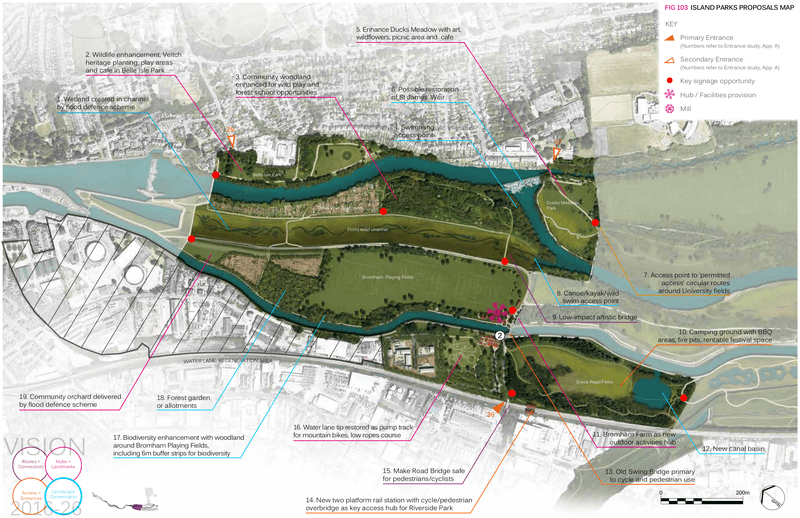 FIG 103 ISLAND PARKS PROPOSALS MAP
KEY
Primary Entrance
(Numbers refer to Entrance study, App. A)
Secondary Entrance
(Numbers refer to Entrance study, App. A)
Key signage opportunity
Hub / Facilities provision
Mill
5. Enhance Ducks Meadow with art,
wildflowers, picnic area and cafe
2. Wildlife enhancement, Veitch
heritage planting, play areas
and cafe in Belle Isle Park
3. Community woodland
enhanced for wild play and
forest school opportunities
6. Possible restoration
of St James' Weir
1. Wetland created in channel
by flood defence scheme
4. Swimming
access point
Belle Isle Park
Ducks Meadow
Park
Flood relief channel
Bromham Playing Fields
7. Access point to 'permitted
access' circular routes
around University fields
8. Canoe/kayak/wild
swim access point
9. Low-impact artistic bridge
10. Camping ground with BBQ
areas, fire pits, rentable festival space
2
WATER LANE REGENERATION AREA
Grace Road Fields
19. Community orchard delivered
by flood defence scheme
18. Forest garden
or allotments
16. Water lane tip restored as pump track
for mountain bikes, low ropes course
11. Bromham Farm as new
outdoor activities hub
12. New canal basin
17. Biodiversity enhancement with woodland
around Bromham Playing Fields,
including 6m buffer strips for biodiversity
15. Make Road Bridge safe
for pedestrians/cyclists
13. Old Swing Bridge primary
to cycle and pedestrian use
14. New two platform rail station with cycle/pedestrian
overbridge as key access hub for Riverside Park
VISION
Routes +
Connectivity
Hubs +
Landmarks
Access +
Entrances
Landscape
Conservation
2016-26
0
200m